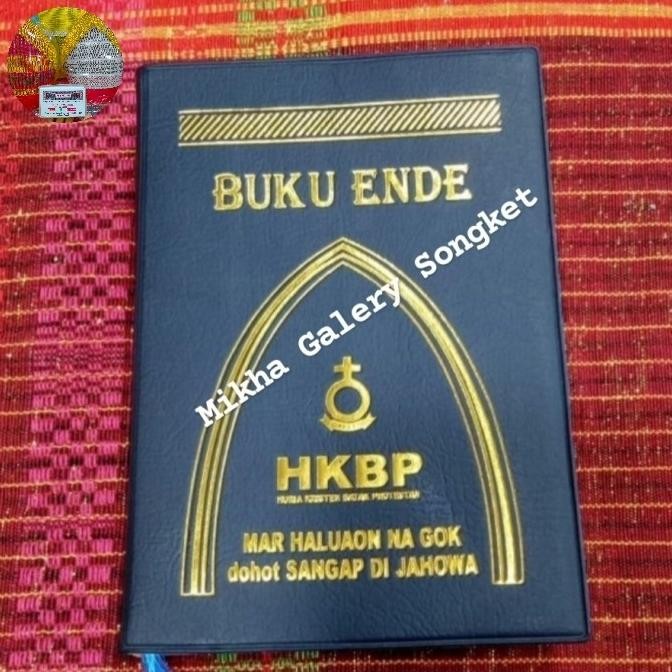 BUKU ENDE
Mikha Galery Songket
HKBP
HURIA KRISTEN BATAK PROTESTAN
MAR HALUAON NA GOK
dohot SANGAP DI JAHOWA